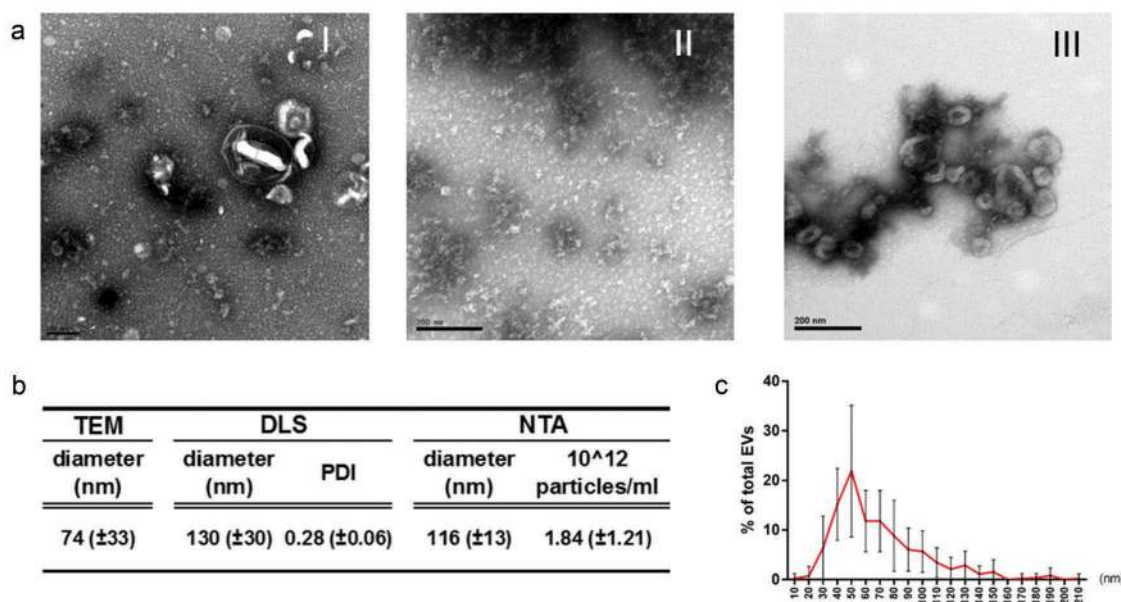 a
I
II
III
200 nm
200 nm
b
TEM DLS NTA
diameter (nm) diameter (nm) PDI diameter (nm) 10^12 particles/ml
74 (±33) 130 (±30) 0.28 (±0.06) 116 (±13) 1.84 (±1.21)
c
% of total EVs
40
30
20
10
0
10 20 30 40 50 60 70 80 90 100 110 120 130 140 150 160 170 180 190 200 210 (nm)